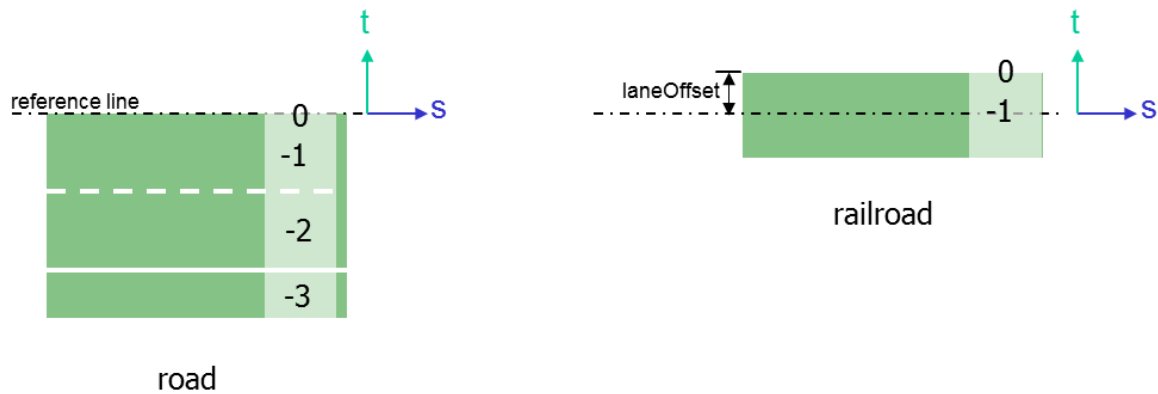 t
reference line
s
0
-1
-2
-3
road
t
laneOffset
0
-1
s
railroad